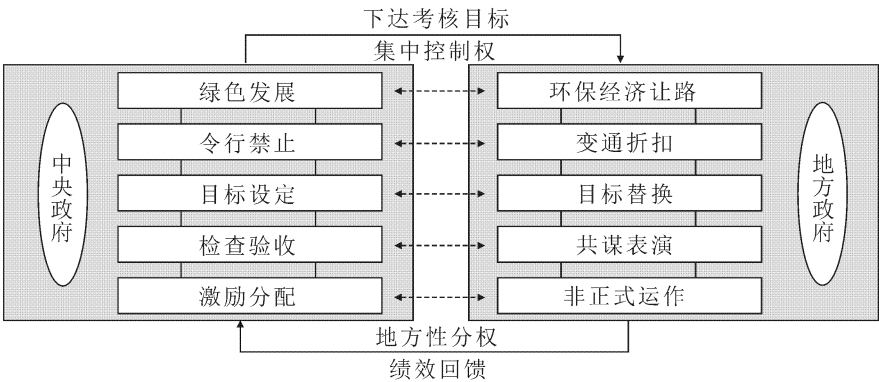 下达考核目标
集中控制权
中央政府
绿色发展
令行禁止
目标设定
检查验收
激励分配
环保经济让路
变通折扣
目标替换
共谋表演
非正式运作
地方政府
地方性分权
绩效回馈